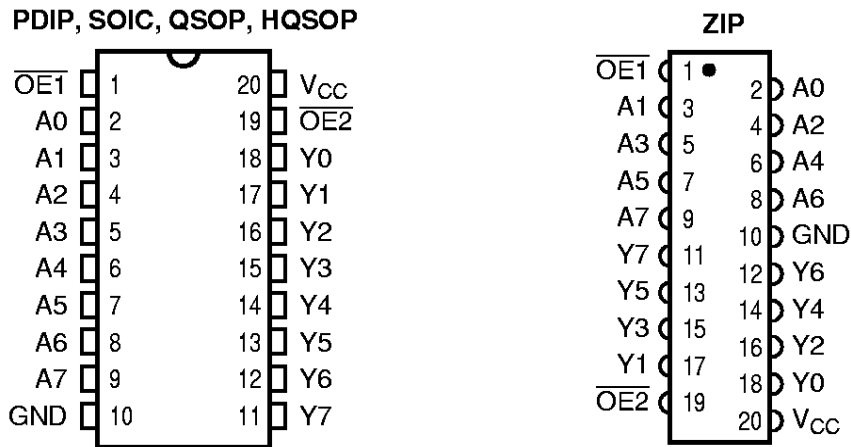 PDIP, SOIC, QSOP, HQSOP
OE1 1 20 VCC
A0 2 19 OE2
A1 3 18 Y0
A2 4 17 Y1
A3 5 16 Y2
A4 6 15 Y3
A5 7 14 Y4
A6 8 13 Y5
A7 9 12 Y6
GND 10 11 Y7
ZIP
OE1 1
2 A0
A1 3
4 A2
A3 5
6 A4
A5 7
8 A6
A7 9
10 GND
Y7 11
12 Y6
Y5 13
14 Y4
Y3 15
16 Y2
Y1 17
18 Y0
OE2 19
20 VCC